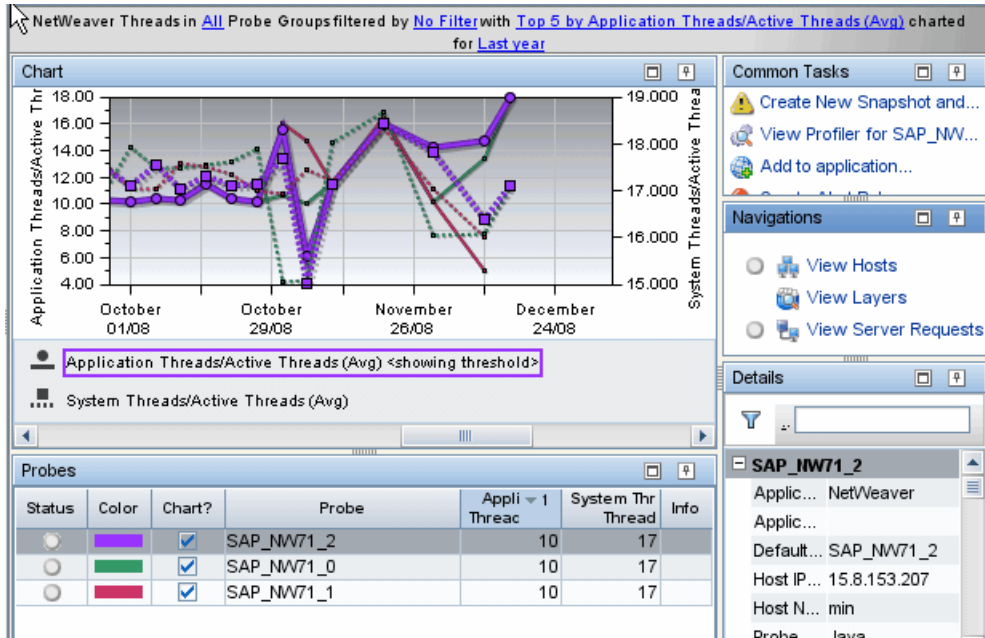 NetWeaver Threads in All Probe Groups filtered by No Filter with Top 5 by Application Threads/Active Threads (Avg) charted
for Last year
Chart
Application Threads/Active Thr
18.00
16.00
14.00
12.00
10.00
8.00
6.00
4.00
19.000
18.000
17.000
16.000
15.000
System Threads/Active Threa
October
01/08
October
29/08
November
26/08
December
24/08
Application Threads/Active Threads (Avg) <showing threshold>
System Threads/Active Threads (Avg)
Probes
Status Color Chart? Probe Appli 1 System Thr Info
Threac Thread
SAP_NW71_2 10 17
SAP_NW71_0 10 17
SAP_NW71_1 10 17
Common Tasks
Create New Snapshot and...
View Profiler for SAP_NW...
Add to application...
Navigations
View Hosts
View Layers
View Server Requests
Details
SAP_NW71_2
Applic... NetWeaver
Applic...
Default... SAP_NW71_2
Host IP... 15.8.153.207
Host N... min
Probe Java